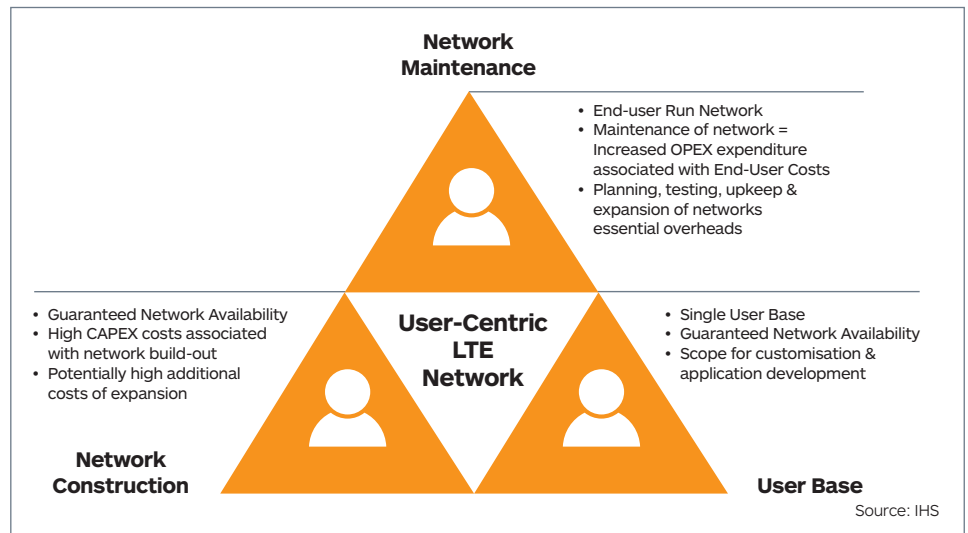 Network
Maintenance
• End-user Run Network
• Maintenance of network =
Increased OPEX expenditure
associated with End-User Costs
• Planning, testing, upkeep &
expansion of networks
essential overheads
• Guaranteed Network Availability
• High CAPEX costs associated
with network build-out
• Potentially high additional
costs of expansion
User-Centric
LTE
Network
• Single User Base
• Guaranteed Network Availability
• Scope for customisation &
application development
Network
Construction
User Base
Source: IHS